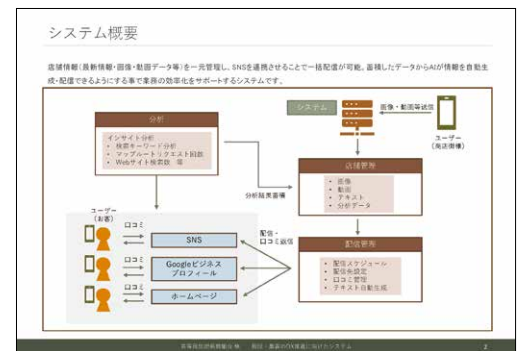 システム概要
店舗情報(最新情報・画像・動画データ等)を一元管理し、SNSを連携させることで一括配信が可能。蓄積したデータからAIが情報を自動生
成・配信できるようにする事で業務の効率化をサポートするシステムです。
分析
インサイト分析
・ 検索キーワード分析
・ マップルートリクエスト回数
・ Webサイト検索数 等
システム
画像・動画等送信
ユーザー
店舗管理
・ 画像
・ 動画
・ テキスト
・ 分析データ
分析結果蓄積
配信管理
・ 配信スケジュール
・ 配信先設定
・ 口コミ管理
・ テキスト自動生成
配信・
口コミ返信
ユーザー
(お客)
口コミ
SNS
口コミ
Googleビジネス
プロフィール
口コミ
ホームページ
2